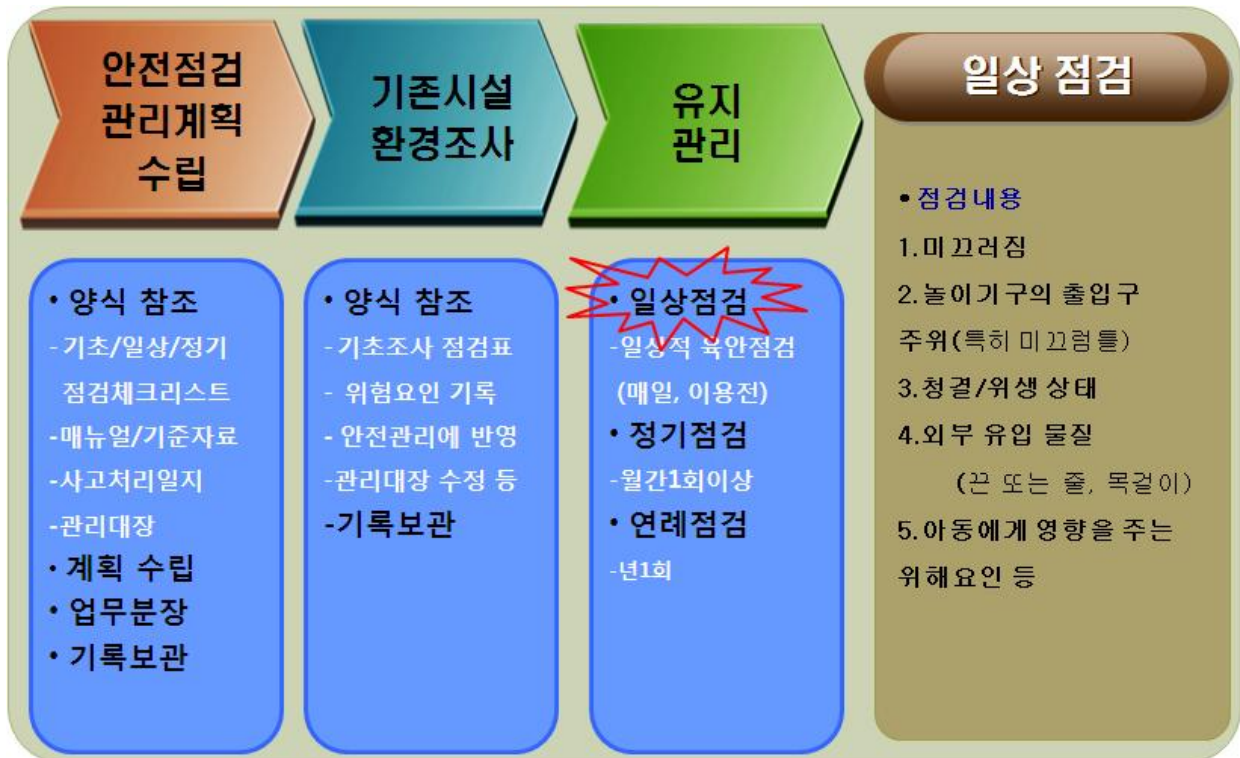 안전점검
관리계획
수립
기존시설
환경조사
유지
관리
일상 점검
• 양식 참조
-기초/일상/정기
점검체크리스트
-매뉴얼/기준자료
-사고처리일지
-관리대장
• 계획 수립
• 업무분장
• 기록보관
• 양식 참조
-기초조사 점검표
- 위험요인 기록
- 안전관리에 반영
-관리대장 수정 등
-기록보관
• 일상점검
-일상적 육안점검
(매일, 이용전)
• 정기점검
-월간1회이상
• 연례점검
-년1회
•점검내용
1.미끄러짐
2.놀이기구의 출입구
주위(특히 미끄럼틀)
3.청결/위생 상태
4.외부 유입 물질
(끈 또는 줄, 목걸이)
5.아동에게 영향을 주는
위해요인 등